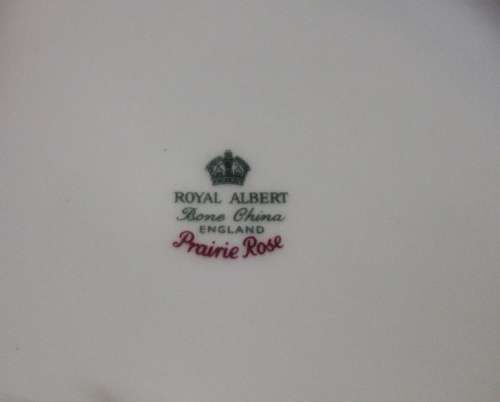 ROYAL ALBERT
Bone China
ENGLAND
Prairie Rose